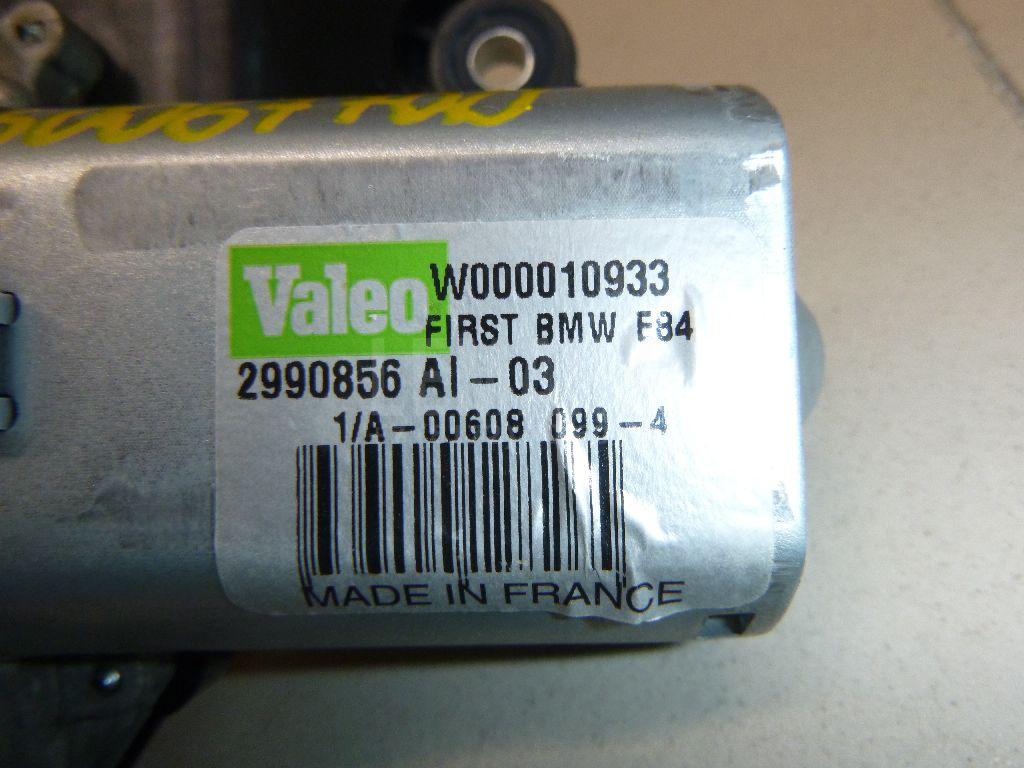 Valeo W000010933
FIRST BMW E84
2990856 AI-03
1/A-00608 099-4
MADE IN FRANCE